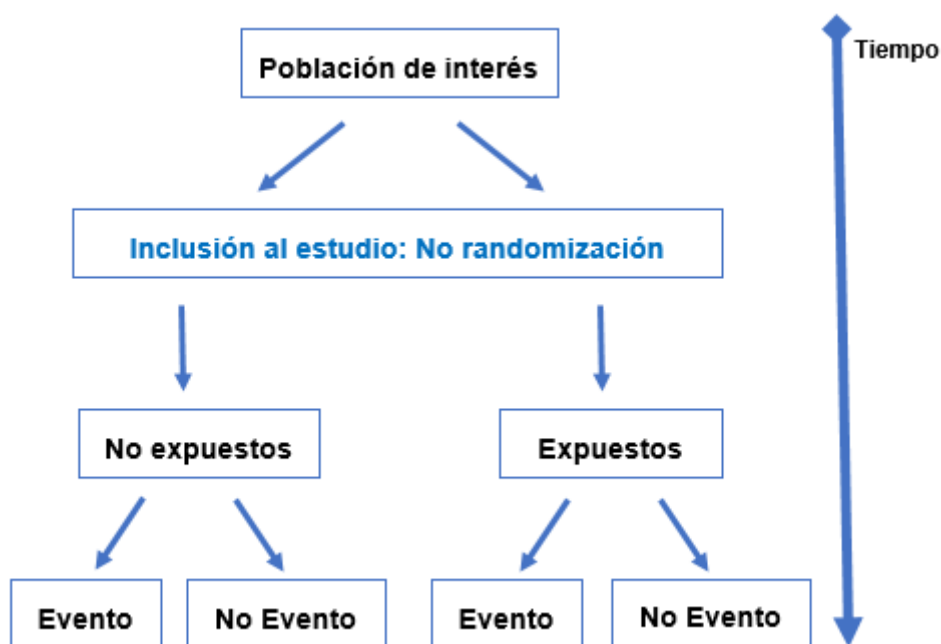 Población de interés
Tiempo
Inclusión al estudio: No randomización
No expuestos
Expuestos
Evento
No Evento
Evento
No Evento